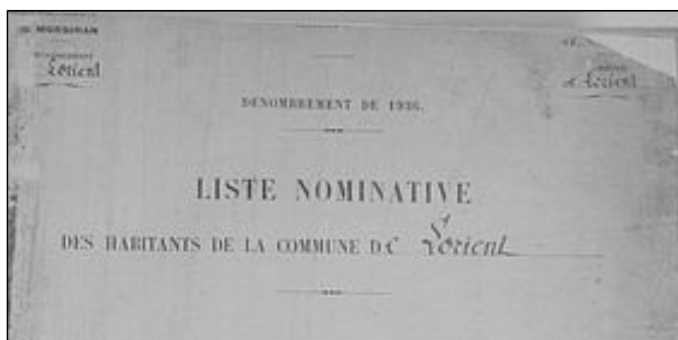 MORBIHAN
Lorient
Lorient
DÉNOMBREMENT DE 1936.
LISTE NOMINATIVE
DES HABITANTS DE LA COMMUNE De Lorient